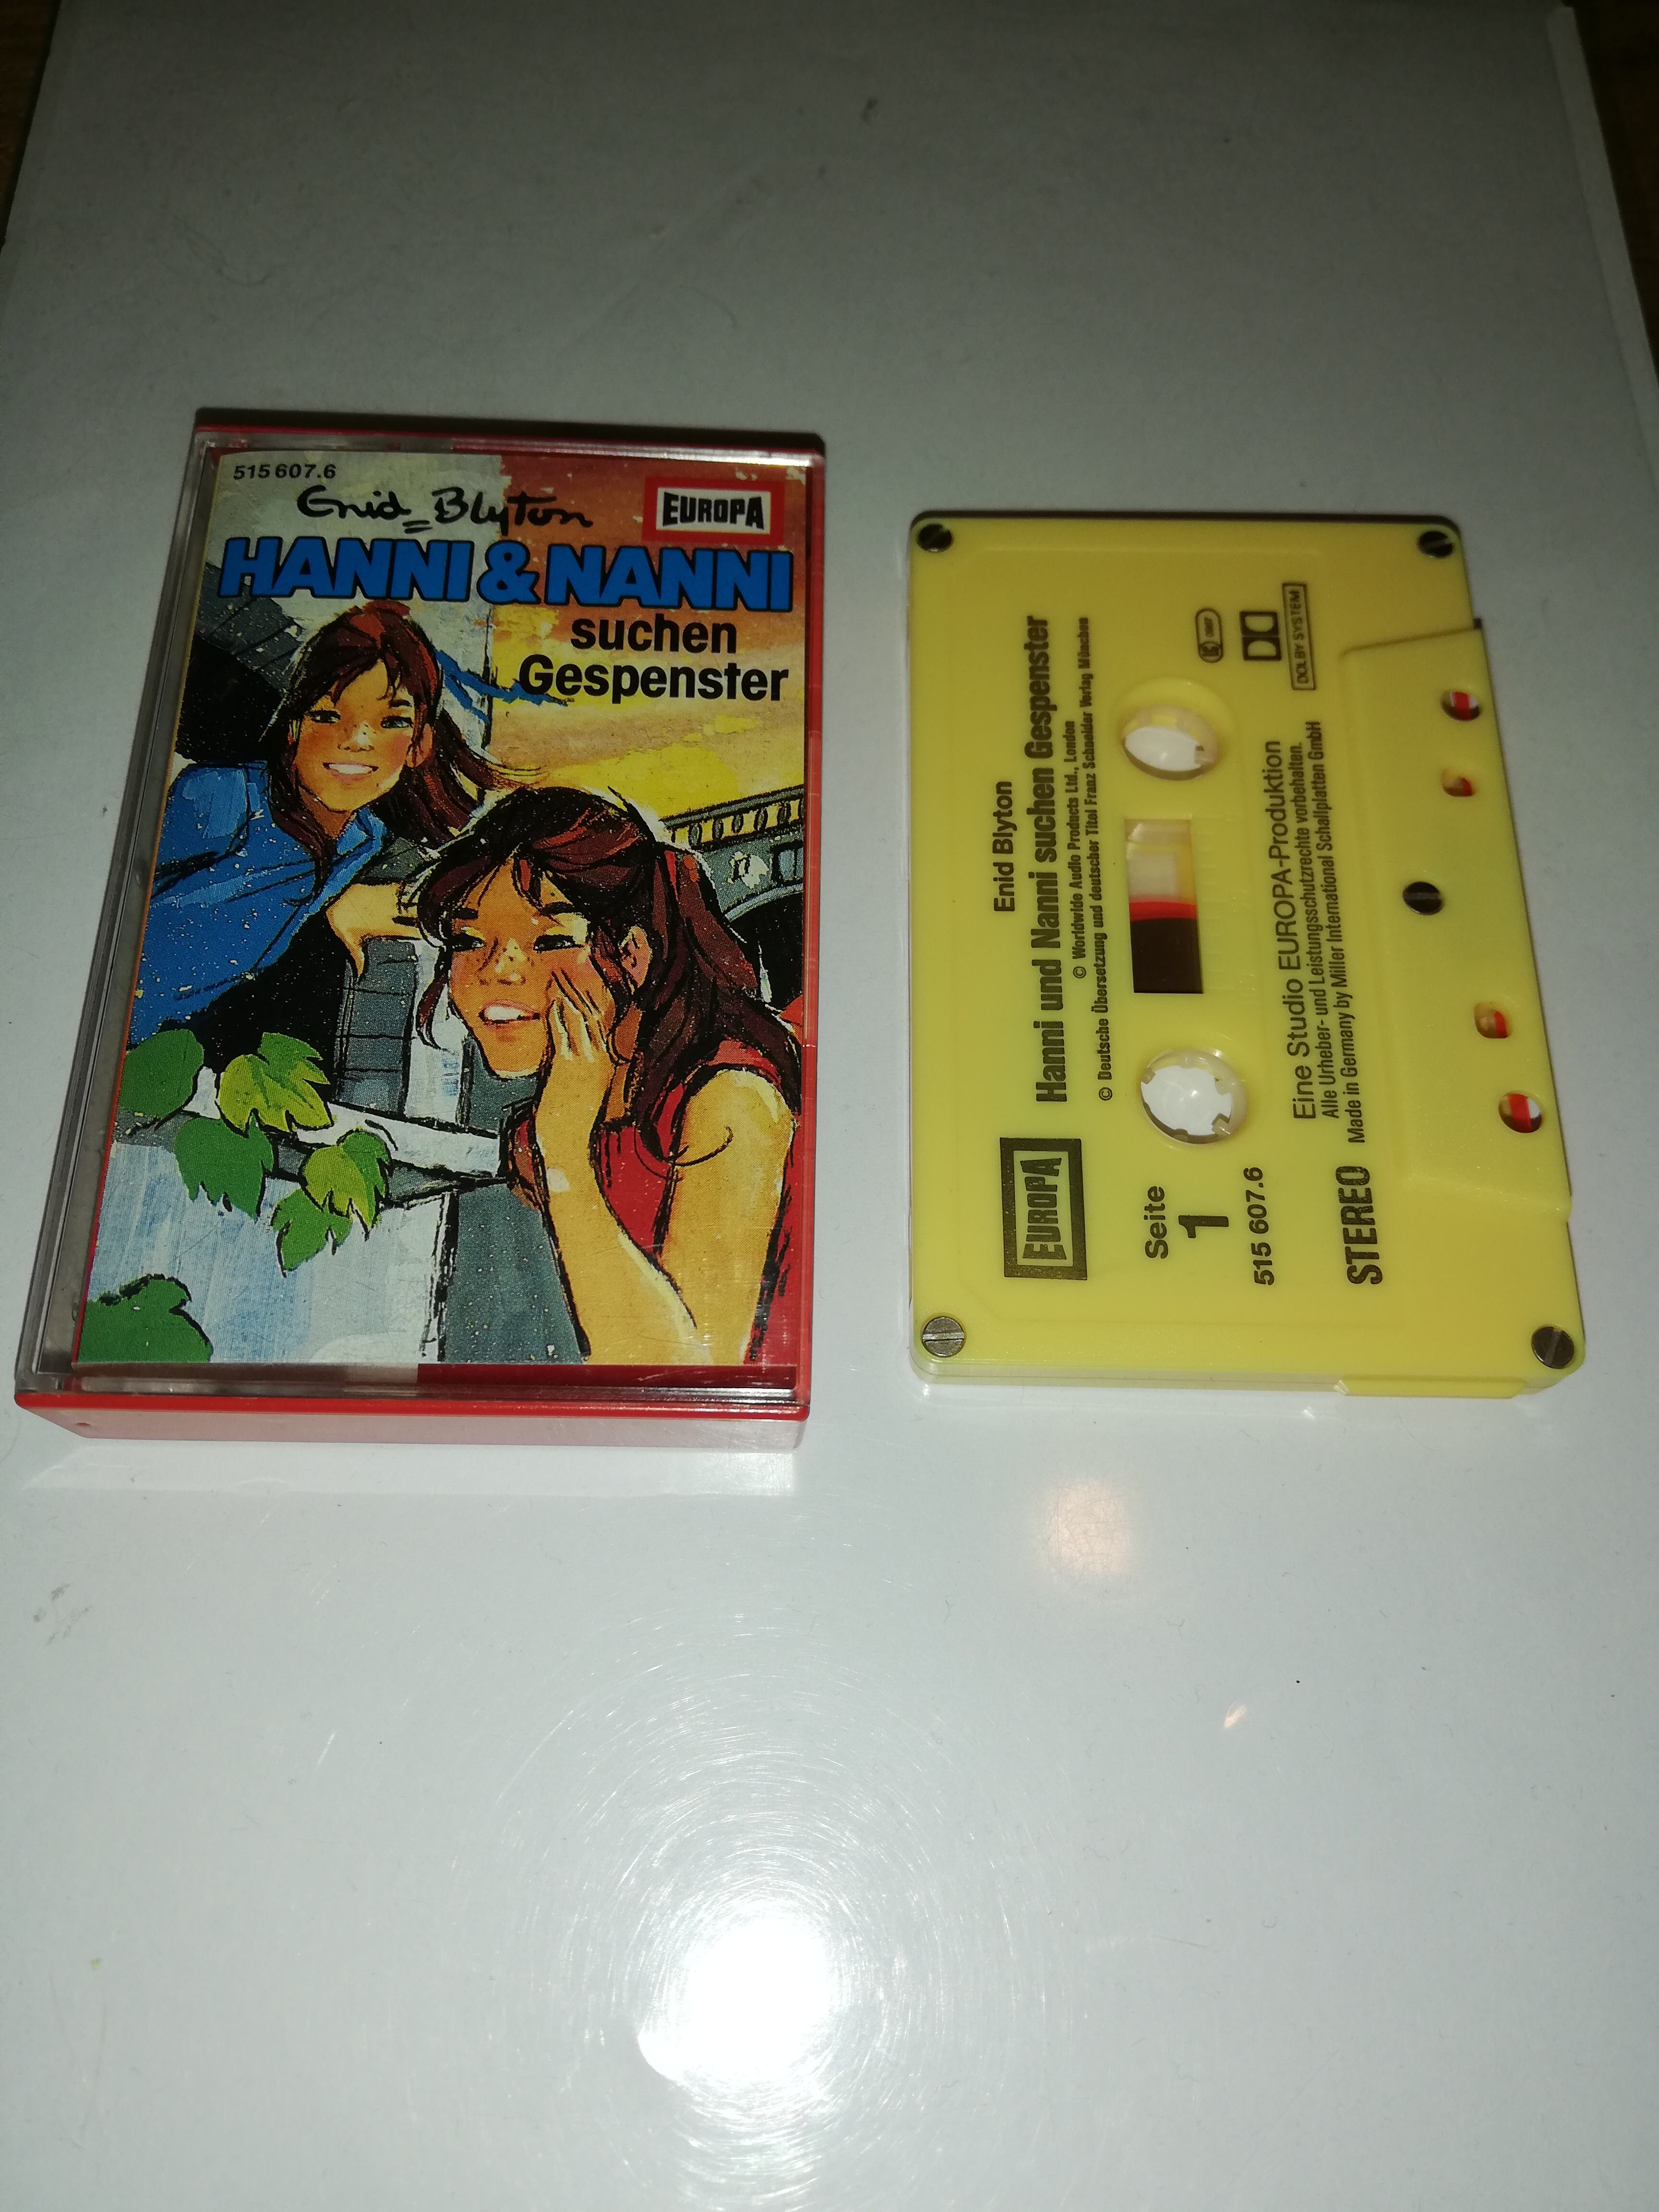 515 607.6
Enid Blyton
EUROPA
HANNI & NANNI
suchen
Gespenster
Enid Blyton
Hanni und Nanni suchen Gespenster
© Worldwide Audio Products Ltd., London
© Deutsche Übersetzung und deutscher Titel Franz Schneider Verlag München
EUROPA
Seite
1
515 607.6
STEREO
DOLBY SYSTEM
Eine Studio EUROPA-Produktion
Alle Urheber- und Leistungsschutzrechte vorbehalten.
Made in Germany by Miller International Schallplatten GmbH